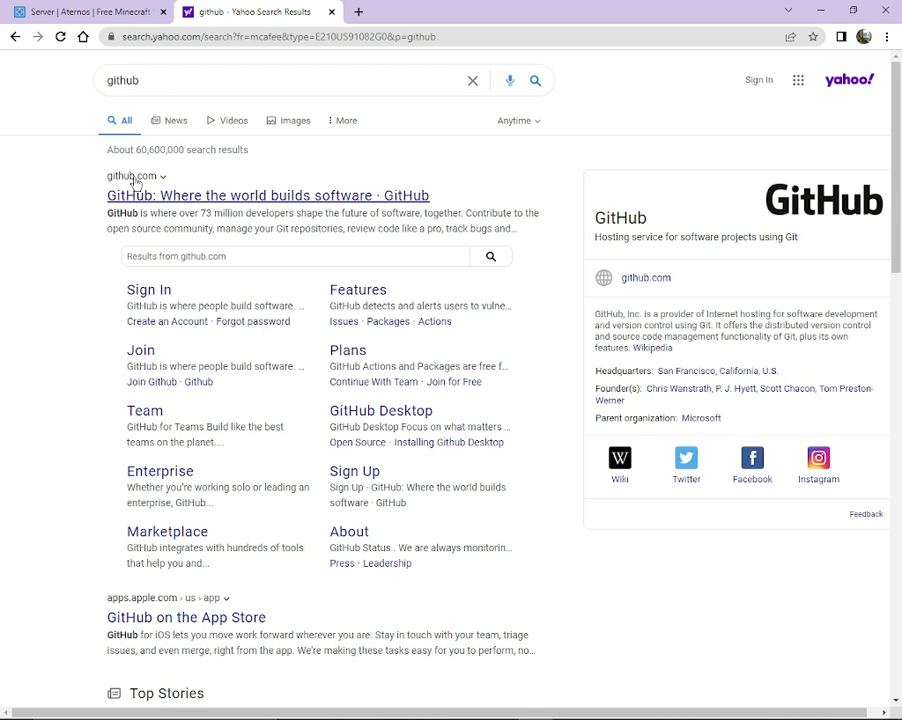 Server | Aternos | Free Minecraft
github - Yahoo Search Results
search.yahoo.com/search?fr=mcafee&type=E210US91082G0&p=github
github
Sign In
yahoo!
All
News
Videos
Images
More
Anytime
About 60,600,000 search results
github.com
GitHub: Where the world builds software · GitHub
GitHub is where over 73 million developers shape the future of software, together. Contribute to the
open source community, manage your Git repositories, review code like a pro, track bugs and...
Results from github.com
Sign In
GitHub is where people build software. ...
Create an Account · Forgot password
Features
GitHub detects and alerts users to vulne...
Issues · Packages · Actions
Join
GitHub is where people build software. ...
Join Github · Github
Plans
GitHub Actions and Packages are free f...
Continue With Team · Join for Free
Team
GitHub for Teams Build like the best
teams on the planet....
GitHub Desktop
GitHub Desktop Focus on what matters ...
Open Source · Installing Github Desktop
Enterprise
Whether you're working solo or leading an
enterprise, GitHub...
Sign Up
Sign Up - GitHub: Where the world builds
software · GitHub
Marketplace
GitHub integrates with hundreds of tools
that help you and...
About
GitHub Status . We are always monitorin...
Press · Leadership
apps.apple.com › us › app
GitHub on the App Store
GitHub for iOS lets you move work forward wherever you are. Stay in touch with your team, triage
issues, and even merge, right from the app. We're making these tasks easy for you to perform, no...
Top Stories
GitHub
GitHub
Hosting service for software projects using Git
github.com
GitHub, Inc. is a provider of Internet hosting for software development
and version control using Git. It offers the distributed version control
and source code management functionality of Git, plus its own
features. Wikipedia
Headquarters: San Francisco, California, U.S.
Founder(s): Chris Wanstrath, P. J. Hyett, Scott Chacon, Tom Preston-
Werner
Parent organization: Microsoft
W
Wiki
Twitter
Facebook
Instagram
Feedback